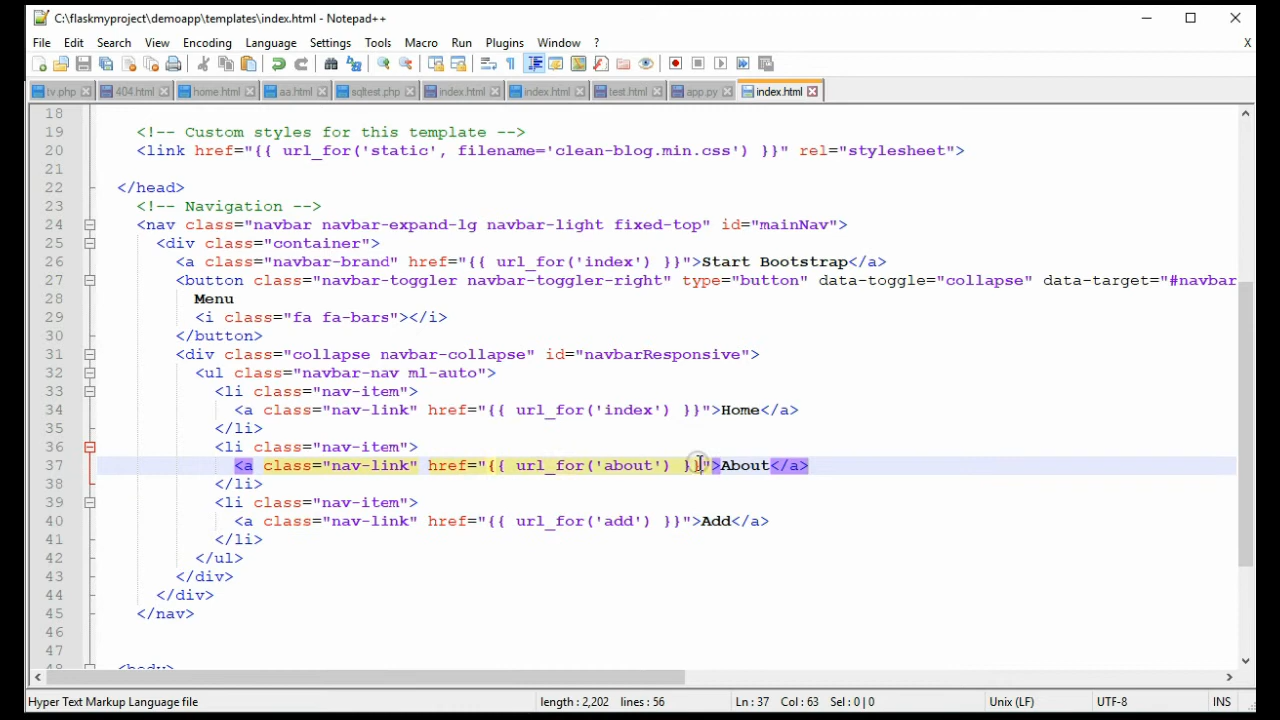 C:\flaskmyproject\demoapp\templates\index.html - Notepad++
File Edit Search View Encoding Language Settings Tools Macro Run Plugins Window ? X
tv.php 404.html home.html aa.html sqltest.php index.html index.html test.html app.py index.html
18
19 <!-- Custom styles for this template -->
20 <link href="{{ url_for('static', filename='clean-blog.min.css') }}" rel="stylesheet">
21
22 </head>
23 <!-- Navigation -->
24 <nav class="navbar navbar-expand-lg navbar-light fixed-top" id="mainNav">
25 <div class="container">
26 <a class="navbar-brand" href="{{ url_for('index') }}">Start Bootstrap</a>
27 <button class="navbar-toggler navbar-toggler-right" type="button" data-toggle="collapse" data-target="#navbar
28 Menu
29 <i class="fa fa-bars"></i>
30 </button>
31 <div class="collapse navbar-collapse" id="navbarResponsive">
32 <ul class="navbar-nav ml-auto">
33 <li class="nav-item">
34 <a class="nav-link" href="{{ url_for('index') }}">Home</a>
35 </li>
36 <li class="nav-item">
37 <a class="nav-link" href="{{ url_for('about') }}">About</a>
38 </li>
39 <li class="nav-item">
40 <a class="nav-link" href="{{ url_for('add') }}">Add</a>
41 </li>
42 </ul>
43 </div>
44 </div>
45 </nav>
46
47
48 <body>
Hyper Text Markup Language file length : 2,202 lines : 56 Ln : 37 Col : 63 Sel : 0 | 0 Unix (LF) UTF-8 INS